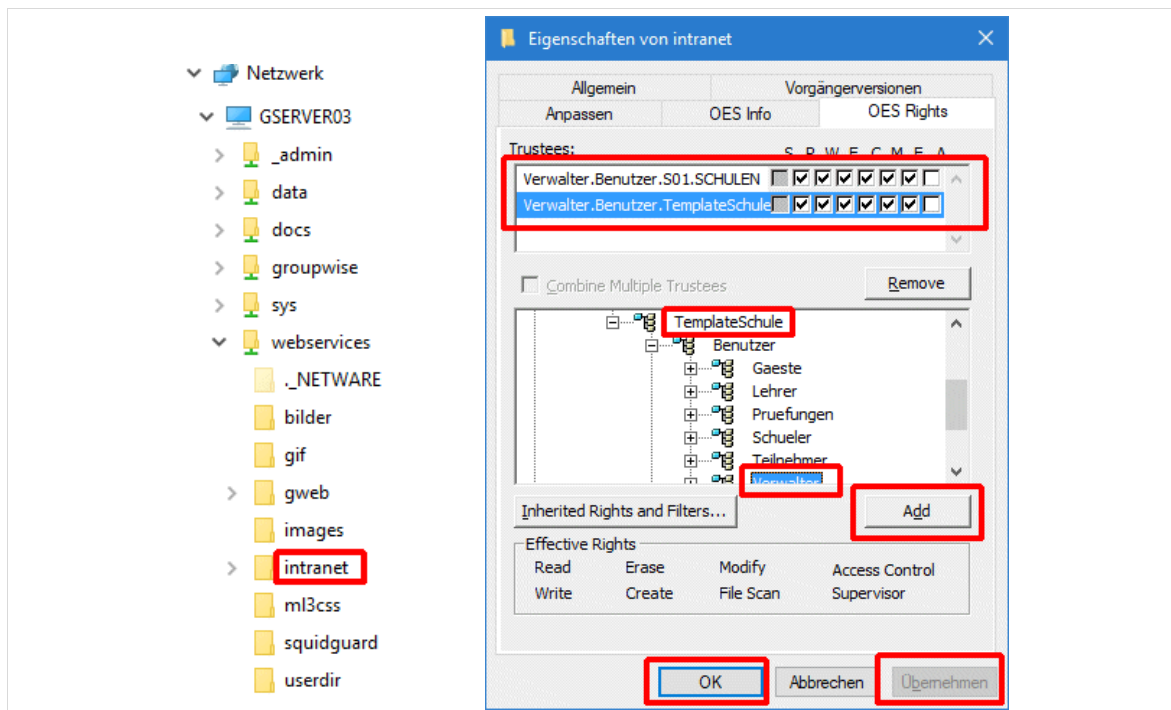 Netzwerk
GSERVER03
_admin
data
docs
groupwise
sys
webservices
._NETWARE
bilder
gif
gweb
images
intranet
ml3css
squidguard
userdir
Eigenschaften von intranet
Allgemein Vorgängerversionen
Anpassen OES Info OES Rights
Trustees: S R W E C M F A
Verwalter.Benutzer.S01.SCHULEN
Verwalter.Benutzer.TemplateSchule
Combine Multiple Trustees Remove
TemplateSchule
Benutzer
Gaeste
Lehrer
Pruefungen
Schueler
Teilnehmer
Verwalter
Inherited Rights and Filters... Add
Effective Rights
Read Erase Modify Access Control
Write Create File Scan Supervisor
OK Abbrechen Übernehmen